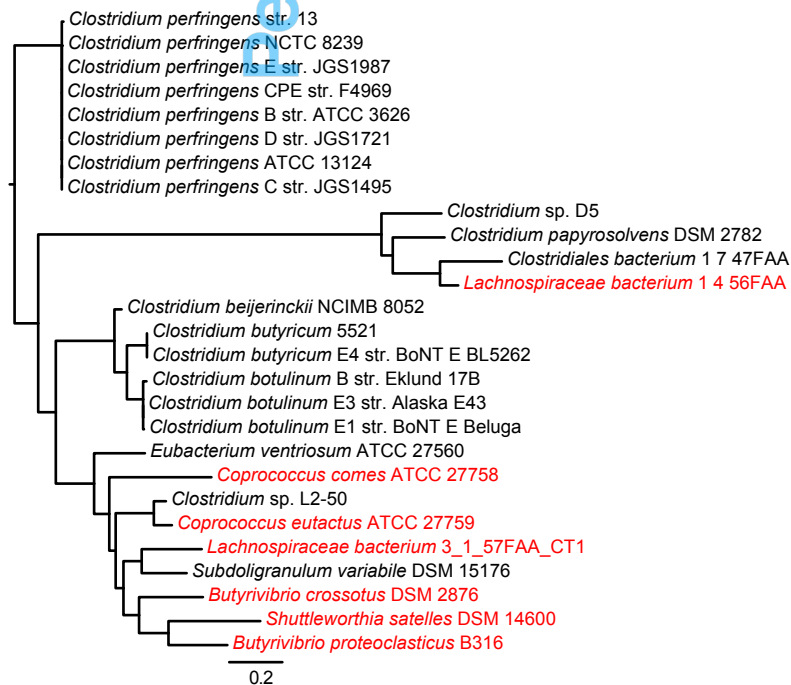 Pe
Clostridium perfringens str. 13
Clostridium perfringens NCTC 8239
Clostridium perfringens E str. JGS1987
Clostridium perfringens CPE str. F4969
Clostridium perfringens B str. ATCC 3626
Clostridium perfringens D str. JGS1721
Clostridium perfringens ATCC 13124
Clostridium perfringens C str. JGS1495
Clostridium sp. D5
Clostridium papyrosolvens DSM 2782
Clostridiales bacterium 1 7 47FAA
Lachnospiraceae bacterium 1 4 56FAA
Clostridium beijerinckii NCIMB 8052
Clostridium butyricum 5521
Clostridium butyricum E4 str. BoNT E BL5262
Clostridium botulinum B str. Eklund 17B
Clostridium botulinum E3 str. Alaska E43
Clostridium botulinum E1 str. BoNT E Beluga
Eubacterium ventriosum ATCC 27560
Coprococcus comes ATCC 27758
Clostridium sp. L2-50
Coprococcus eutactus ATCC 27759
Lachnospiraceae bacterium 3_1_57FAA_CT1
Subdoligranulum variabile DSM 15176
Butyrivibrio crossotus DSM 2876
Shuttleworthia satelles DSM 14600
Butyrivibrio proteoclasticus B316
0.2